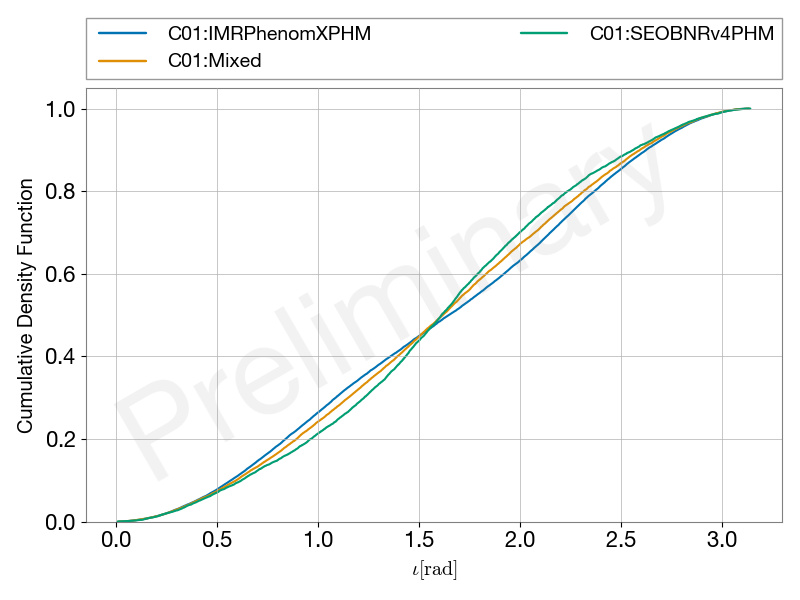 C01:IMRPhenomXPHM
C01:SEOBNRv4PHM
C01:Mixed
Preliminary
Cumulative Density Function
1.0
0.8
0.6
0.4
0.2
0.0
0.0 0.5 1.0 1.5 2.0 2.5 3.0
ι[rad]